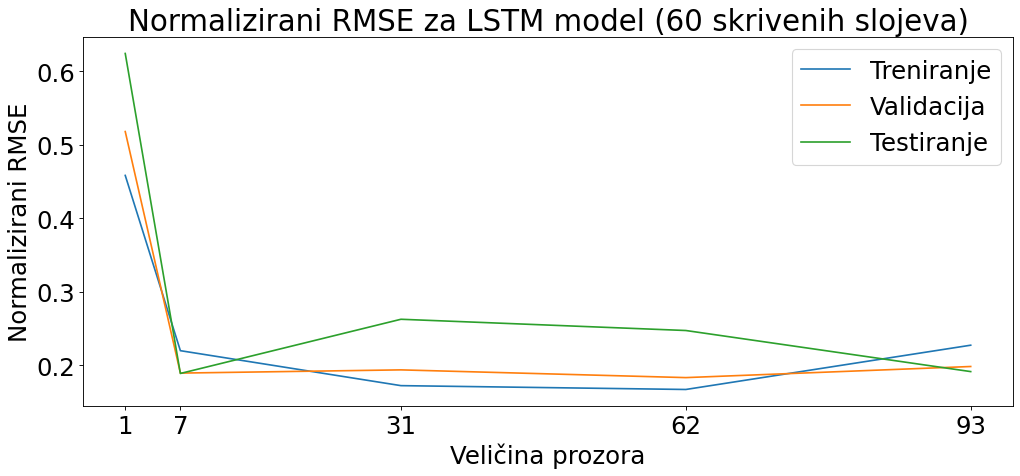 Normalizirani RMSE za LSTM model (60 skrivenih slojeva)
Treniranje
Validacija
Testiranje
Normalizirani RMSE
0.6
0.5
0.4
0.3
0.2
1 7 31 62 93
Veličina prozora